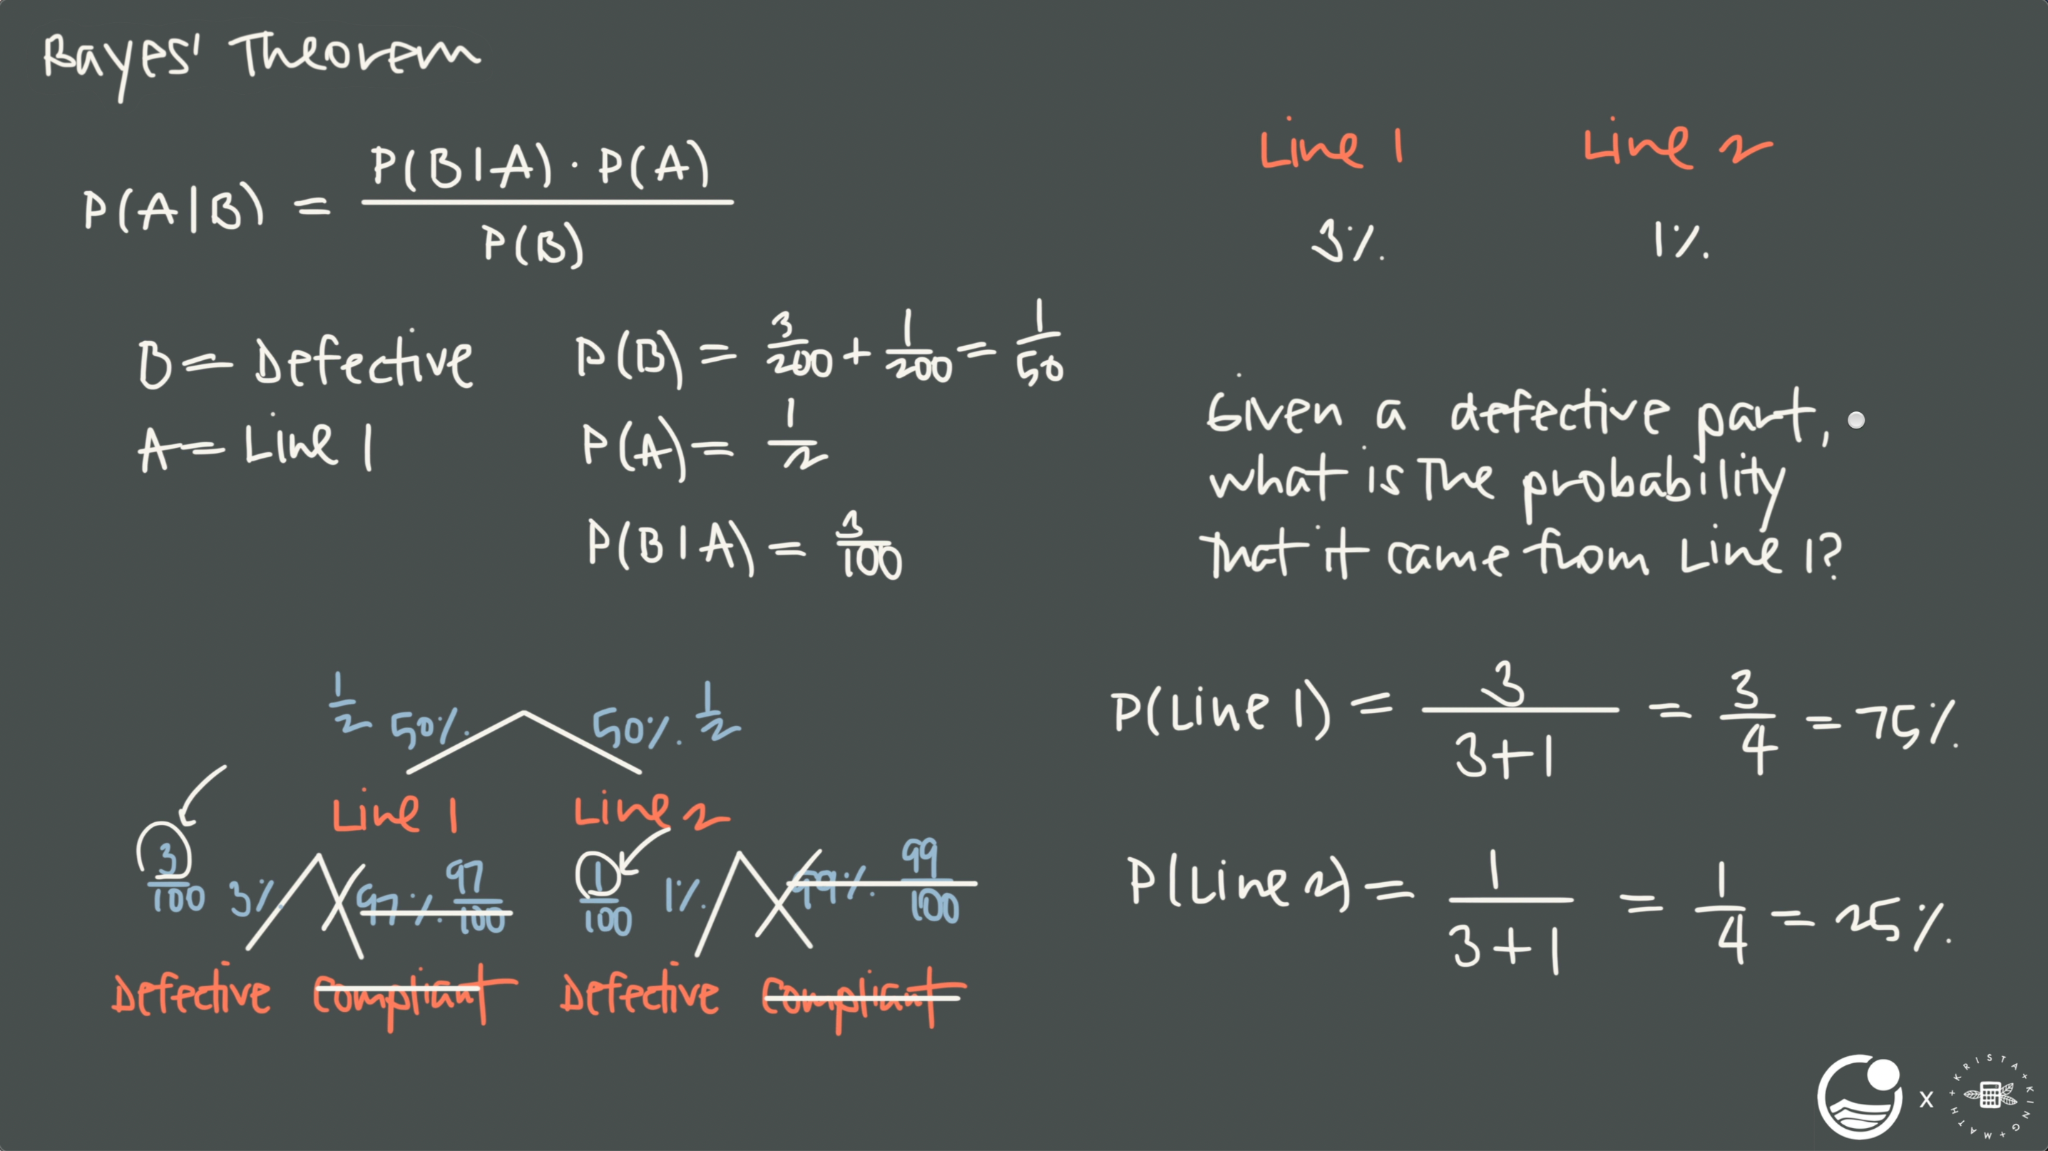 Bayes' Theorem
P(A|B) = P(B|A) · P(A) / P(B)
B = Defective
A = Line 1
P(B) = 3/200 + 1/200 = 1/50
P(A) = 1/2
P(B|A) = 3/100
Line 1 Line 2
3% 1%
Given a defective part,
what is the probability
that it came from Line 1?
1/2 50% 50% 1/2
Line 1 Line 2
3/100 3% 97% 97/100 1/100 1% 99% 99/100
Defective Compliant Defective Compliant
P(Line 1) = 3/(3+1) = 3/4 = 75%
P(Line 2) = 1/(3+1) = 1/4 = 25%
X
KRISTA + KING + MATH +